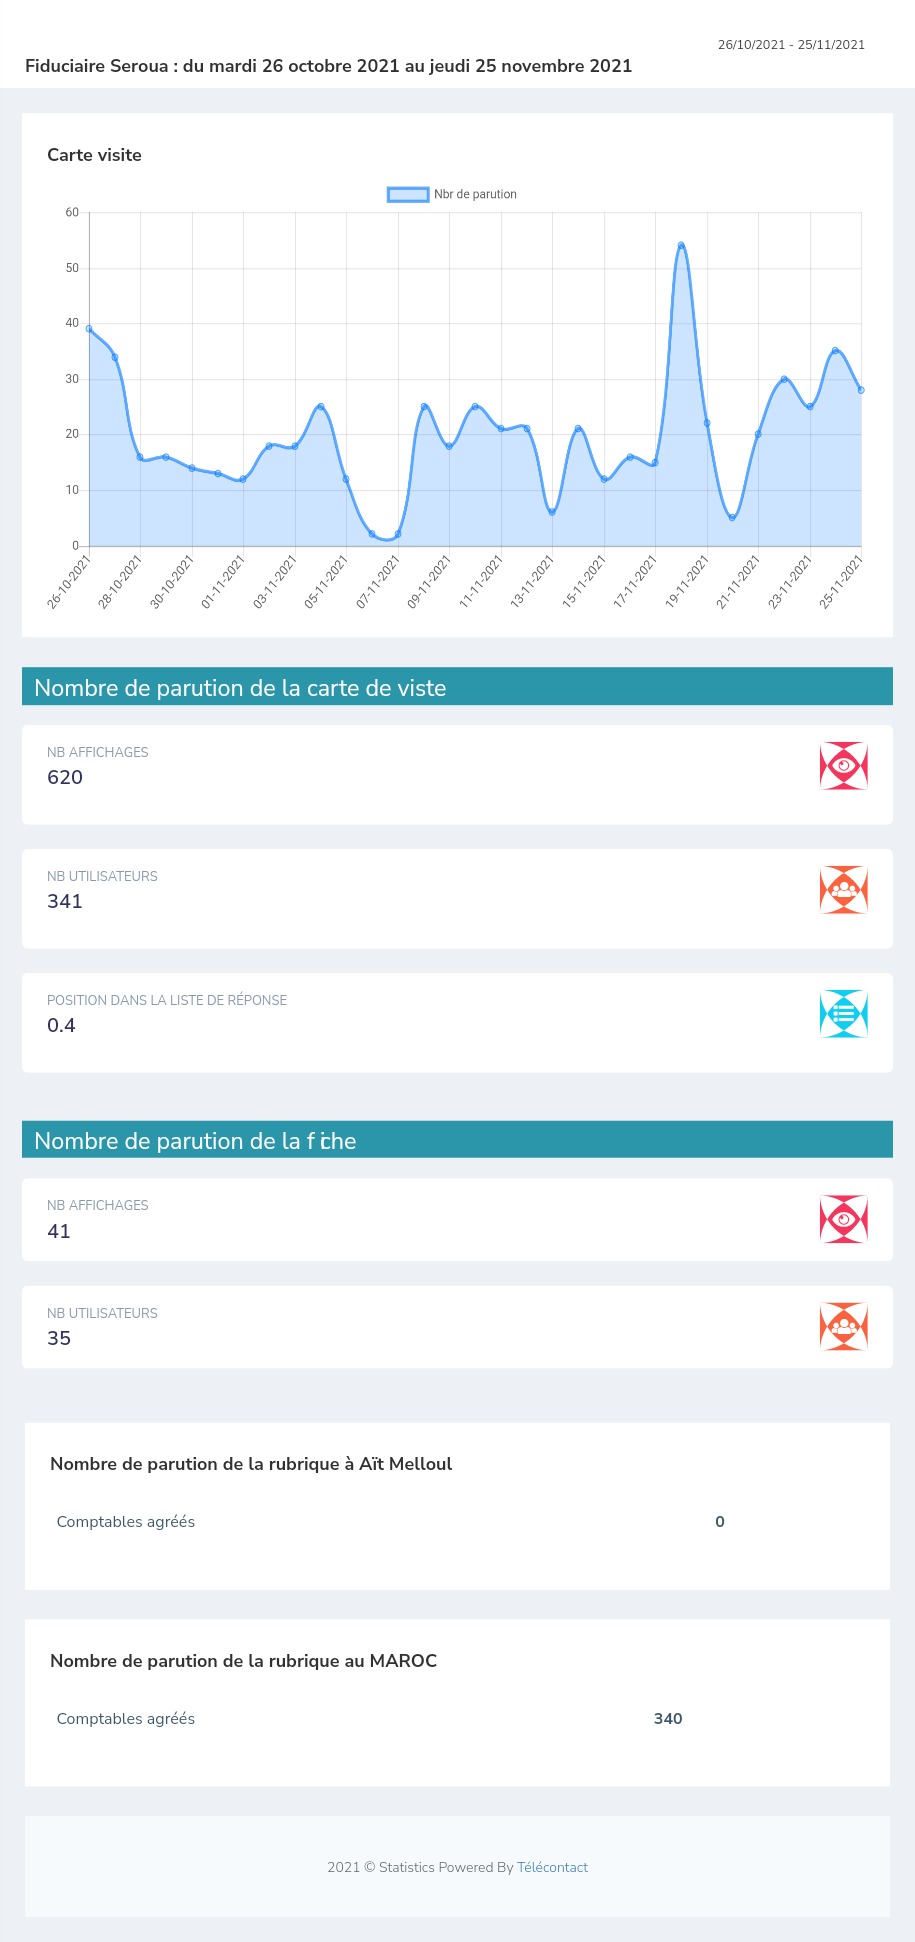 26/10/2021 - 25/11/2021
Fiduciaire Seroua : du mardi 26 octobre 2021 au jeudi 25 novembre 2021
Carte visite
Nbr de parution
60
50
40
30
20
10
0
26-10-2021
28-10-2021
30-10-2021
01-11-2021
03-11-2021
05-11-2021
07-11-2021
09-11-2021
11-11-2021
13-11-2021
15-11-2021
17-11-2021
19-11-2021
21-11-2021
23-11-2021
25-11-2021
Nombre de parution de la carte de viste
NB AFFICHAGES
620
NB UTILISATEURS
341
POSITION DANS LA LISTE DE RÉPONSE
0.4
Nombre de parution de la fiche
NB AFFICHAGES
41
NB UTILISATEURS
35
Nombre de parution de la rubrique à Aït Melloul
Comptables agréés 0
Nombre de parution de la rubrique au MAROC
Comptables agréés 340
2021 © Statistics Powered By Télécontact